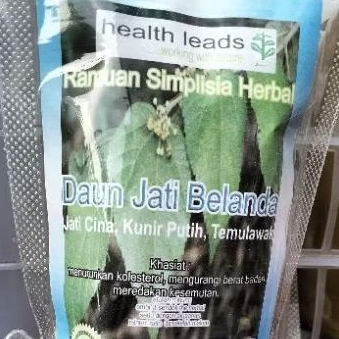 health leads
...working with nature
Ramuan Simplisia Herbal
Daun Jati Belanda
Jati Cina, Kunir Putih, Temulawak
Khasiat:
menurunkan kolesterol, mengurangi berat badan,
meredakan kesemutan.